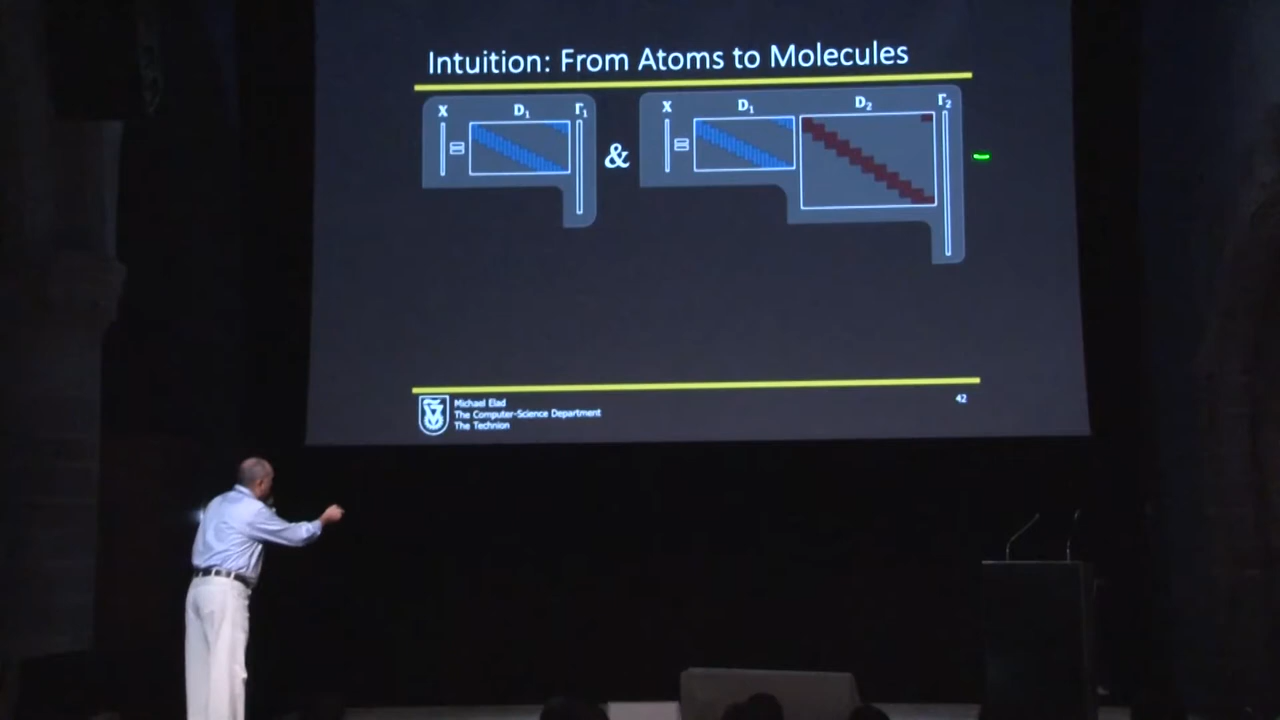 Intuition: From Atoms to Molecules
X = D₁ Γ₁ & X = D₁ D₂ Γ₂
Michael Elad
The Computer-Science Department
The Technion
42